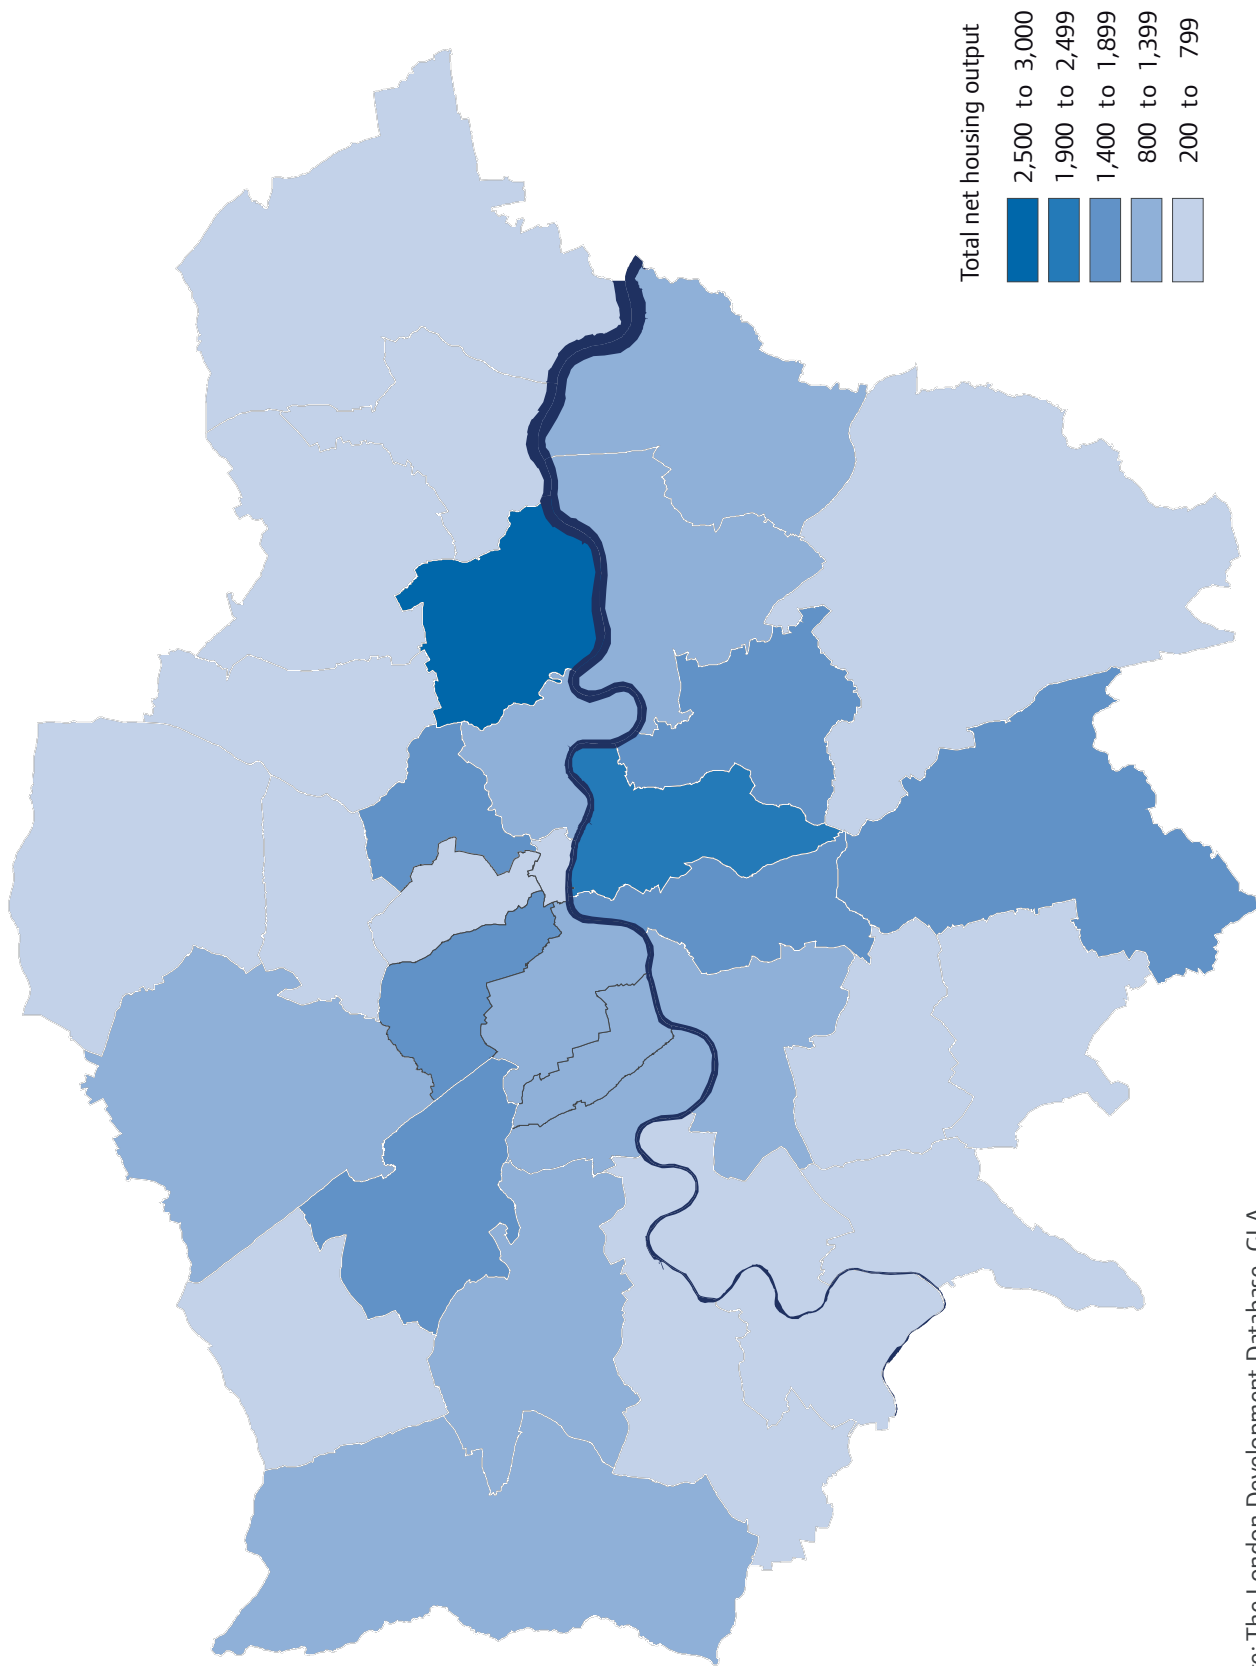 Total net housing output
2,500 to 3,000
1,900 to 2,499
1,400 to 1,899
800 to 1,399
200 to 799
The London Development Database, GLA